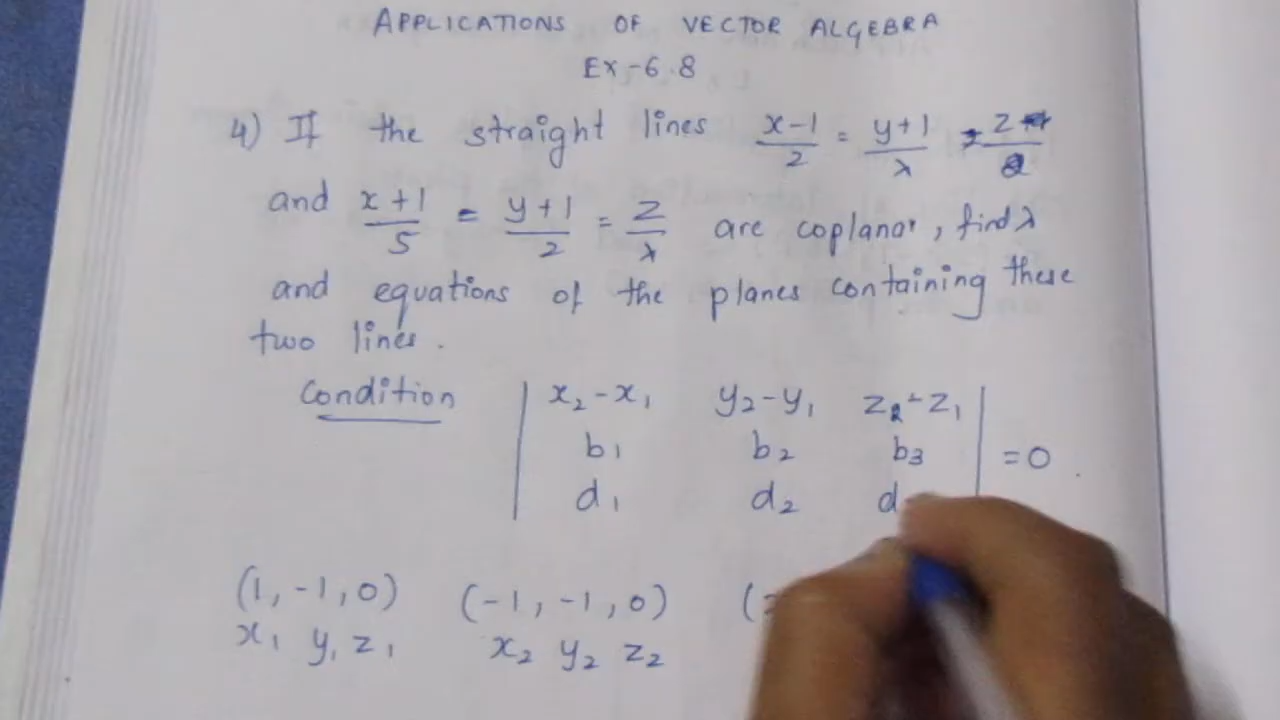 APPLICATIONS OF VECTOR ALGEBRA
Ex-6.8
4) If the straight lines x-1/2 = y+1/λ = z
and x+1/5 = y+1/2 = z/λ are coplanar, find λ
and equations of the planes containing these
two lines.
Condition | x₂-x₁ y₂-y₁ z₂-z₁ |
| b₁ b₂ b₃ | =0
| d₁ d₂ d
(1,-1,0) (-1,-1,0) (
x₁ y₁ z₁ x₂ y₂ z₂